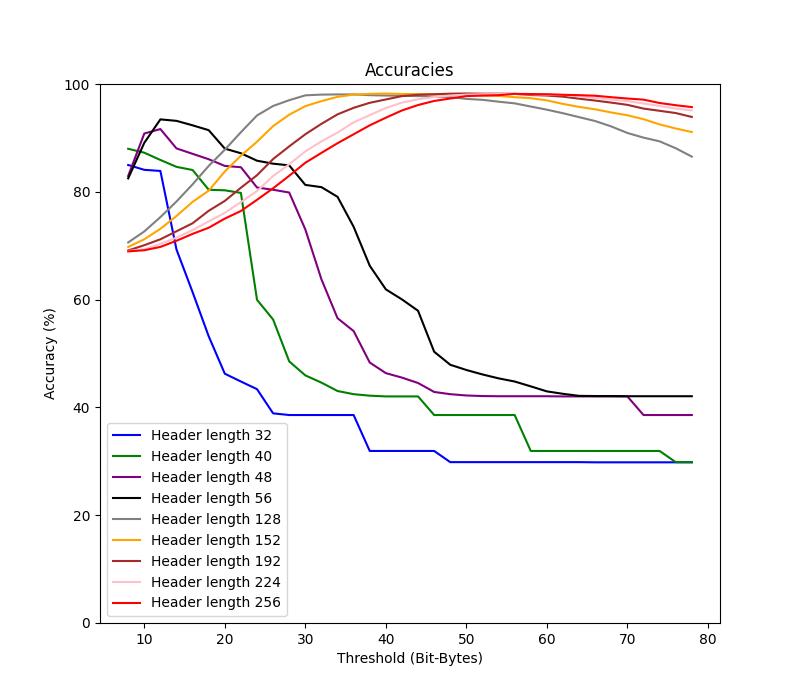 Accuracies
100
80
60
40
20
0
Accuracy (%)
Header length 32
Header length 40
Header length 48
Header length 56
Header length 128
Header length 152
Header length 192
Header length 224
Header length 256
10 20 30 40 50 60 70 80
Threshold (Bit-Bytes)